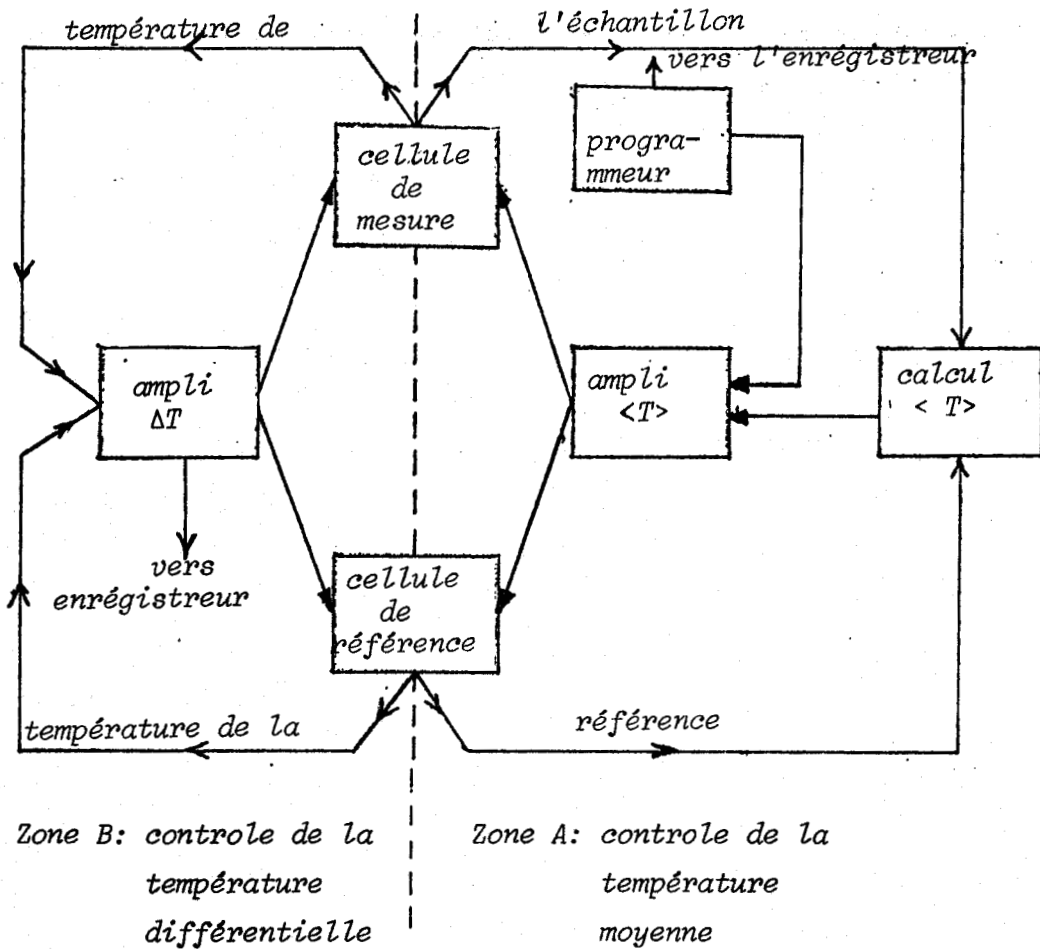 température de
l'échantillon
vers l'enrégistreur
cellule
de
mesure
progra-
mmeur
ampli
ΔT
ampli
<T>
calcul
< T>
vers
enrégistreur
cellule
de
référence
température de la
référence
Zone B: controle de la
température
différentielle
Zone A: controle de la
température
moyenne